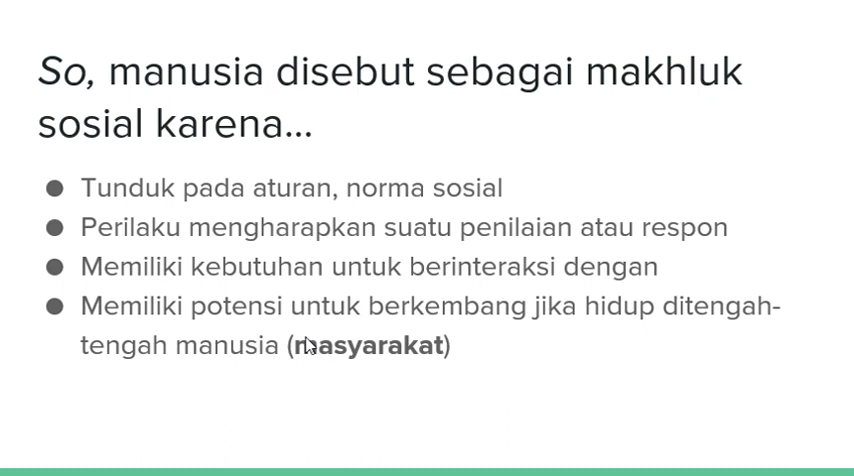 So, manusia disebut sebagai makhluk
sosial karena...
● Tunduk pada aturan, norma sosial
● Perilaku mengharapkan suatu penilaian atau respon
● Memiliki kebutuhan untuk berinteraksi dengan
● Memiliki potensi untuk berkembang jika hidup ditengah-
tengah manusia (masyarakat)